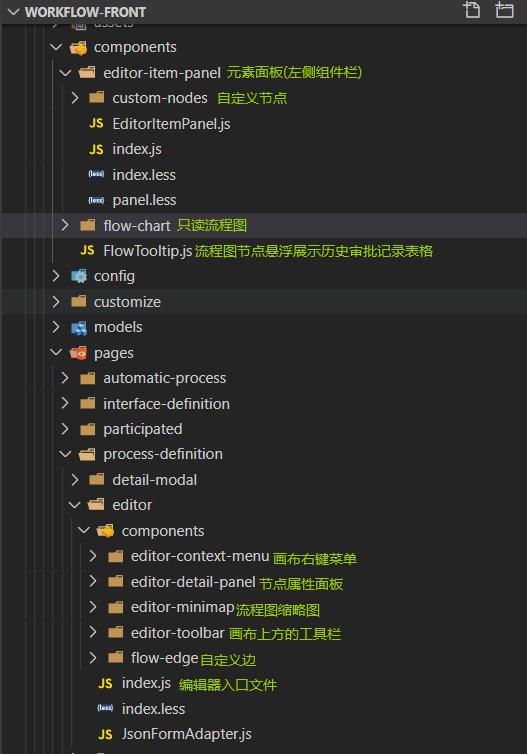 WORKFLOW-FRONT
assets
components
editor-item-panel 元素面板(左侧组件栏)
custom-nodes 自定义节点
JS EditorItemPanel.js
JS index.js
{less} index.less
{less} panel.less
flow-chart 只读流程图
JS FlowTooltip.js 流程图节点悬浮展示历史审批记录表格
config
customize
models
pages
automatic-process
interface-definition
participated
process-definition
detail-modal
editor
components
editor-context-menu 画布右键菜单
editor-detail-panel 节点属性面板
editor-minimap 流程图缩略图
editor-toolbar 画布上方的工具栏
flow-edge 自定义边
JS index.js 编辑器入口文件
{less} index.less
JS JsonFormAdapter.js